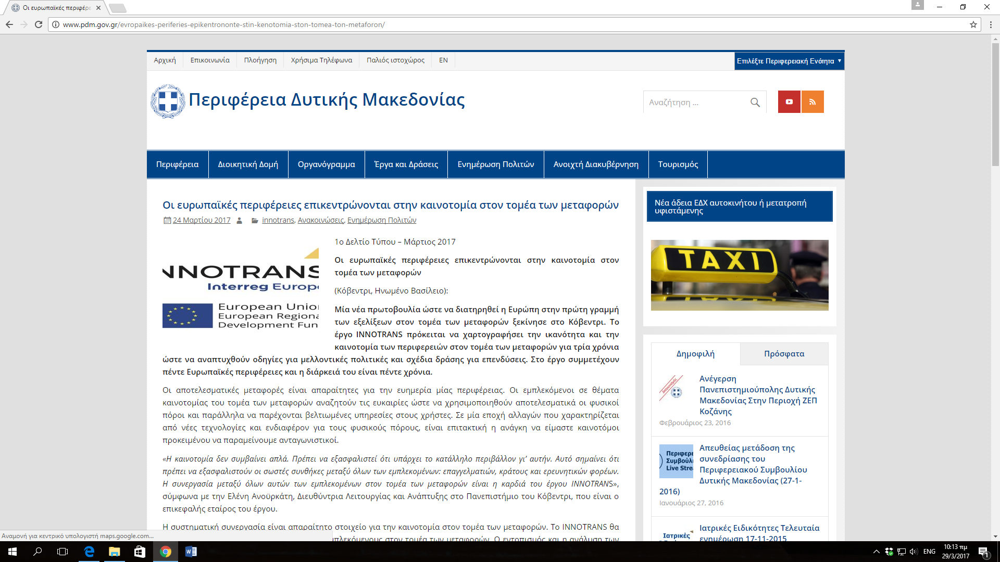 Οι ευρωπαϊκές περιφέρε
www.pdm.gov.gr/evropaikes-periferies-epikentrononte-stin-kenotomia-ston-tomea-ton-metaforon/
Αρχική Επικοινωνία Πλοήγηση Χρήσιμα Τηλέφωνα Παλιός ιστοχώρος EN
Επιλέξτε Περιφερειακή Ενότητα
Περιφέρεια Δυτικής Μακεδονίας
Αναζήτηση ...
Περιφέρεια Διοικητική Δομή Οργανόγραμμα Έργα και Δράσεις Ενημέρωση Πολιτών Ανοιχτή Διακυβέρνηση Τουρισμός
Οι ευρωπαϊκές περιφέρειες επικεντρώνονται στην καινοτομία στον τομέα των μεταφορών
24 Μαρτίου 2017 innotrans, Ανακοινώσεις, Ενημέρωση Πολιτών
NNOTRANS
Interreg Europe
European Union
European Regiona
Development Fun
1ο Δελτίο Τύπου – Μάρτιος 2017
Οι ευρωπαϊκές περιφέρειες επικεντρώνονται στην καινοτομία στον
τομέα των μεταφορών
(Κόβεντρι, Ηνωμένο Βασίλειο):
Μία νέα πρωτοβουλία ώστε να διατηρηθεί η Ευρώπη στην πρώτη γραμμή
των εξελίξεων στον τομέα των μεταφορών ξεκίνησε στο Κόβεντρι. Το
έργο INNOTRANS πρόκειται να χαρτογραφήσει την ικανότητα και την
καινοτομία των περιφερειών στον τομέα των μεταφορών για τρία χρόνια
ώστε να αναπτυχθούν οδηγίες για μελλοντικές πολιτικές και σχέδια δράσης για επενδύσεις. Στο έργο συμμετέχουν
πέντε Ευρωπαϊκές περιφέρειες και η διάρκειά του είναι πέντε χρόνια.
Οι αποτελεσματικές μεταφορές είναι απαραίτητες για την ευημερία μίας περιφέρειας. Οι εμπλεκόμενοι σε θέματα
καινοτομίας του τομέα των μεταφορών αναζητούν τις ευκαιρίες ώστε να χρησιμοποιηθούν αποτελεσματικά οι φυσικοί
πόροι και παράλληλα να παρέχονται βελτιωμένες υπηρεσίες στους χρήστες. Σε μία εποχή αλλαγών που χαρακτηρίζεται
από νέες τεχνολογίες και ενδιαφέρον για τους φυσικούς πόρους, είναι επιτακτική η ανάγκη να είμαστε καινοτόμοι
προκειμένου να παραμείνουμε ανταγωνιστικοί.
«Η καινοτομία δεν συμβαίνει απλά. Πρέπει να εξασφαλιστεί ότι υπάρχει το κατάλληλο περιβάλλον γι’ αυτήν. Αυτό σημαίνει ότι
πρέπει να εξασφαλιστούν οι σωστές συνθήκες μεταξύ όλων των εμπλεκομένων: επαγγελματιών, κράτους και ερευνητικών φορέων.
Η συνεργασία μεταξύ όλων αυτών των εμπλεκομένων στον τομέα των μεταφορών είναι η καρδιά του έργου INNOTRANS»,
σύμφωνα με την Ελένη Ανοϋρκάτη, Διευθύντρια Λειτουργίας και Ανάπτυξης στο Πανεπιστήμιο του Κόβεντρι, που είναι ο
επικεφαλής εταίρος του έργου.
Η συστηματική συνεργασία είναι απαραίτητο στοιχείο για την καινοτομία στον τομέα των μεταφορών. Το INNOTRANS θα
μπλεκόμενους στον τομέα των μεταφορών. Ο εντοπισμός και η ανάλυση των
Νέα άδεια ΕΔΧ αυτοκινήτου ή μετατροπή
υφιστάμενης
TAXI
Δημοφιλή Πρόσφατα
Διαγωνισμός
Ανέγερση
Πανεπιστημιούπολης Δυτικής
Μακεδονίας Στην Περιοχή ΖΕΠ
Κοζάνης
Φεβρουάριος 23, 2016
Περιφερε
Συμβούλ
Live Strea
Απευθείας μετάδοση της
συνεδρίασης του
Περιφερειακού Συμβουλίου
Δυτικής Μακεδονίας (27-1-
2016)
Ιανουάριος 27, 2016
Ιατρικές
Ιατρικές Ειδικότητες Τελευταία
ενημέρωση 17-11-2015
Αναμονή για κεντρικό υπολογιστή maps.google.com...
ENG
10:13 πμ
29/3/2017
1